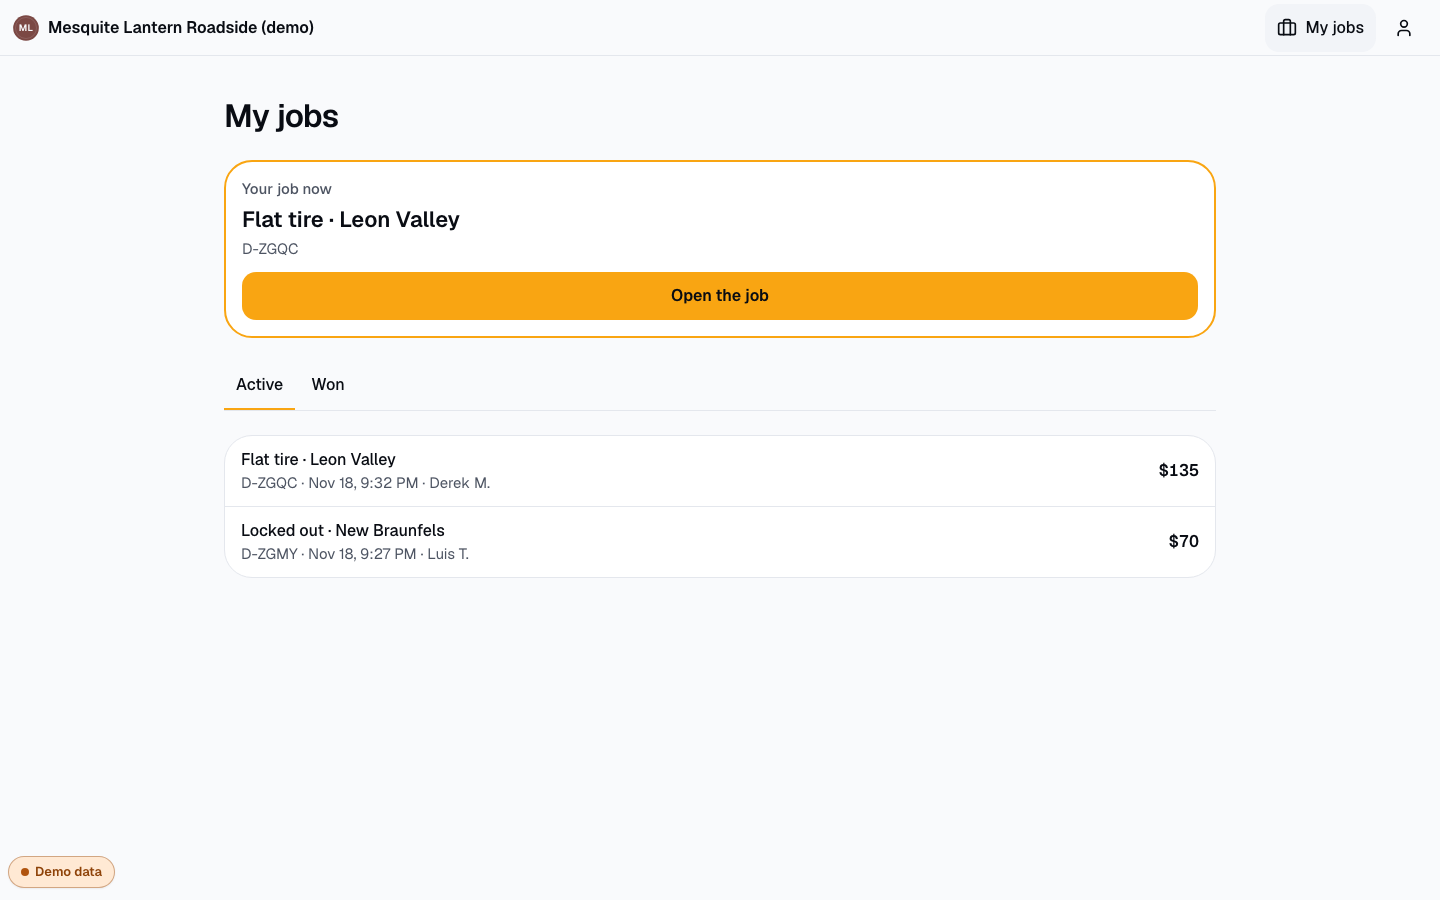 ML
Mesquite Lantern Roadside (demo)
My jobs
My jobs
Your job now
Flat tire · Leon Valley
D-ZGQC
Open the job
Active
Won
Flat tire · Leon Valley
D-ZGQC · Nov 18, 9:32 PM · Derek M.
$135
Locked out · New Braunfels
D-ZGMY · Nov 18, 9:27 PM · Luis T.
$70
Demo data